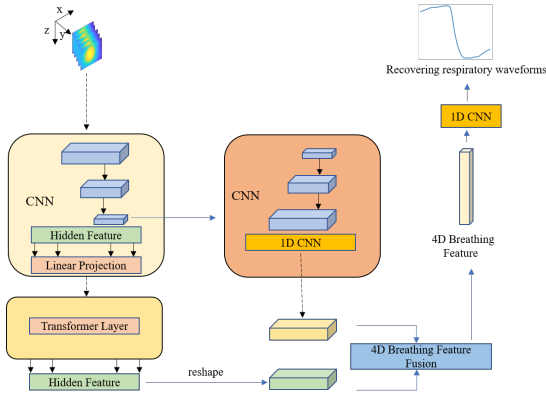 x
y
z
CNN
Hidden Feature
Linear Projection
Transformer Layer
Hidden Feature
reshape
CNN
1D CNN
4D Breathing Feature
Fusion
4D Breathing
Feature
1D CNN
Recovering respiratory waveforms